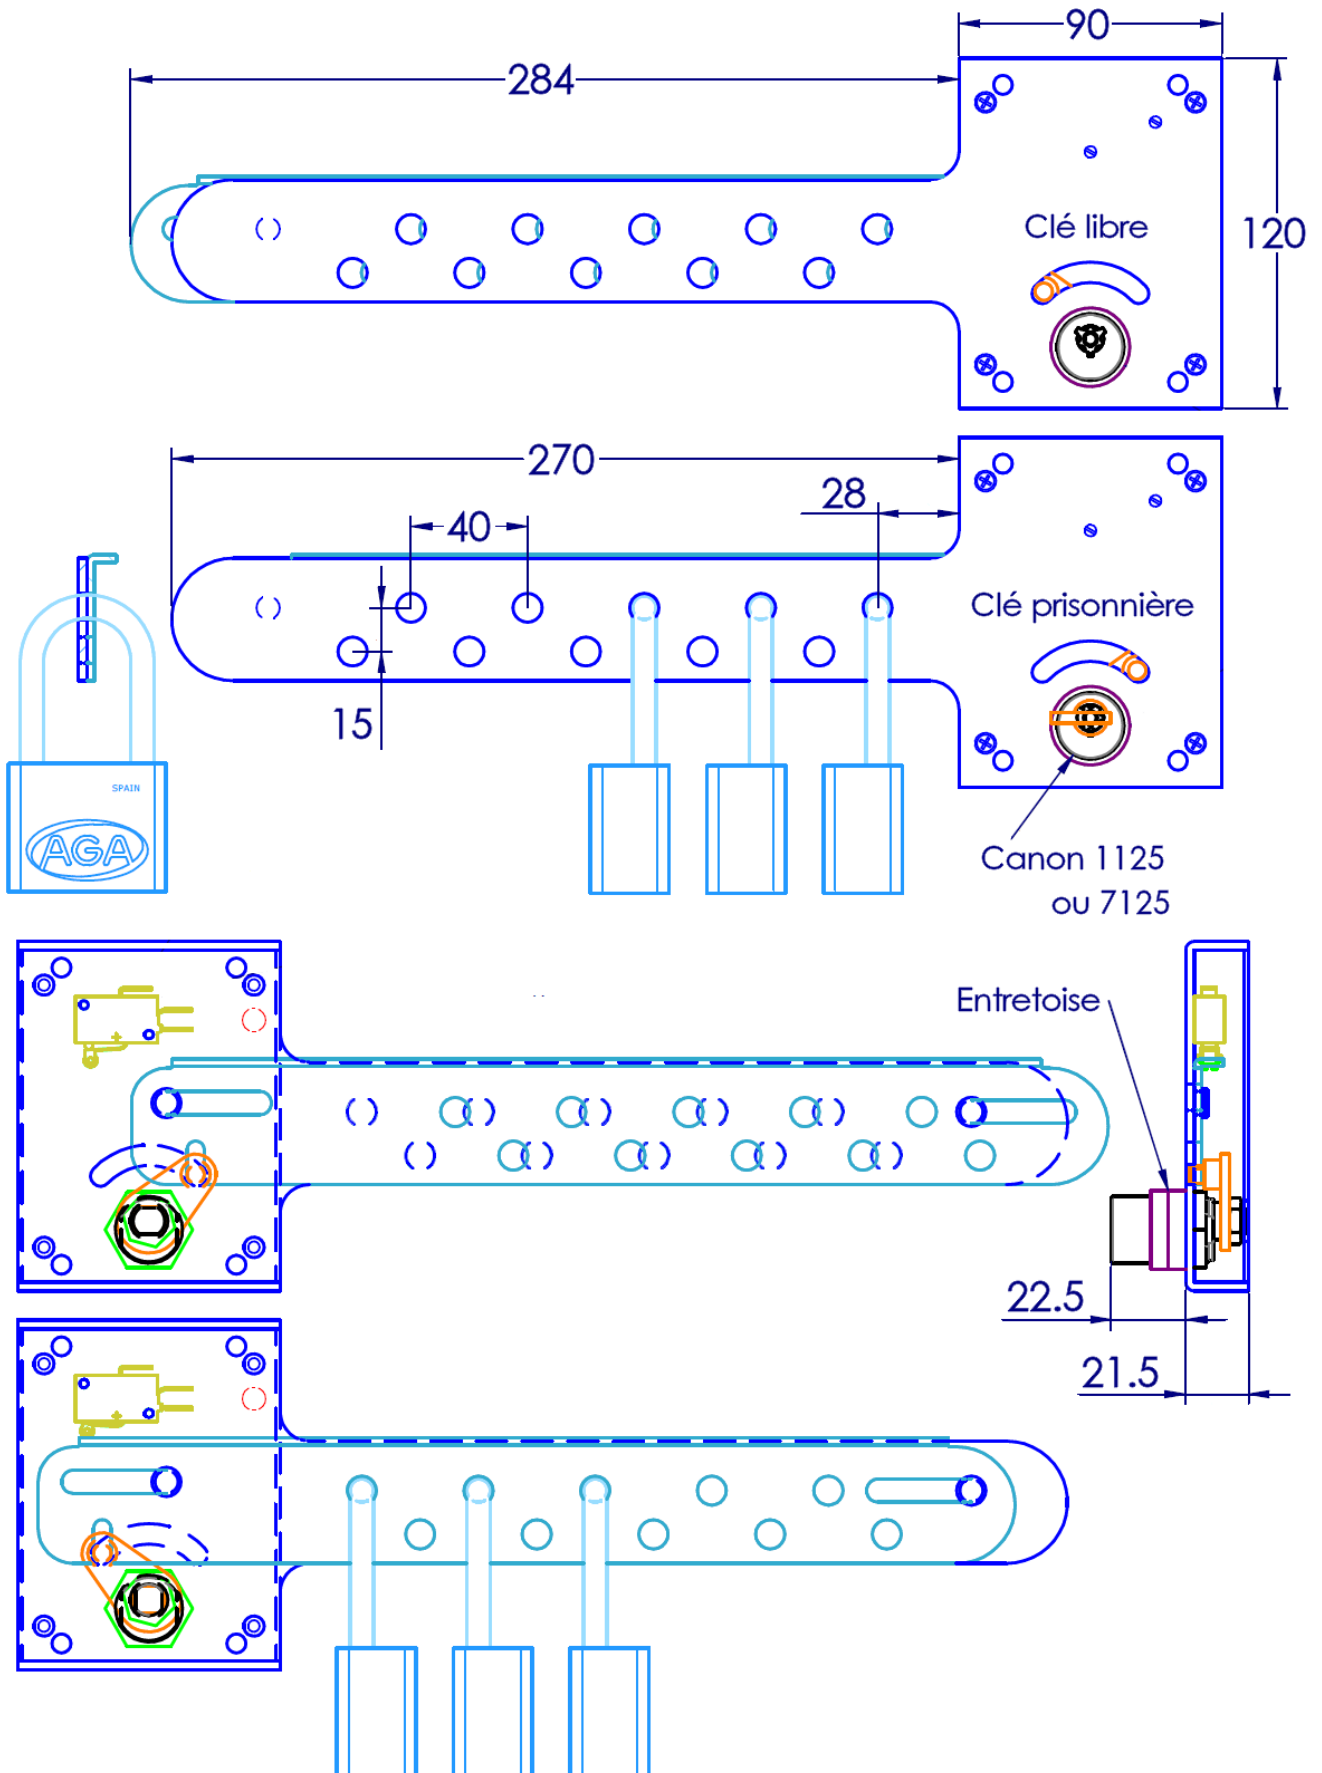 90
284
120
Clé libre
270
28
40
Clé prisonnière
15
SPAIN
AGA
Canon 1125
ou 7125
Entretoise
22.5
21.5